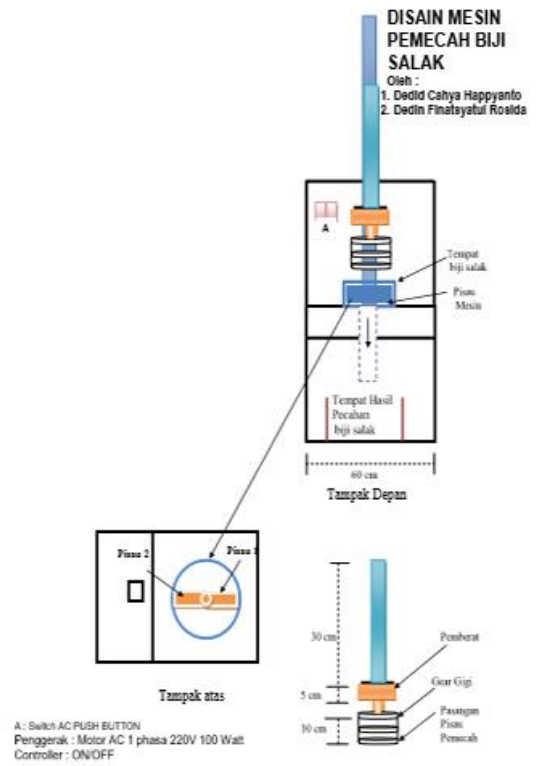 DISAIN MESIN
PEMECAH BIJI
SALAK
Oleh :
1. Dedid Cahya Happyanto
2. Dedin Finatsyatul Rosida
A
Tempat
biji salak
Pisau
Mesin
Tempat Hasil
Pecahan
biji salak
60 cm
Tampak Depan
Pisau 2
Pisau 1
Tampak atas
30 cm
5 cm
10 cm
Pemberat
Gear Gigi
Pasangan
Pisau
Pemecah
A : Switch AC PUSH BUTTON
Penggerak : Motor AC 1 phasa 220V 100 Watt
Controller : ON/OFF